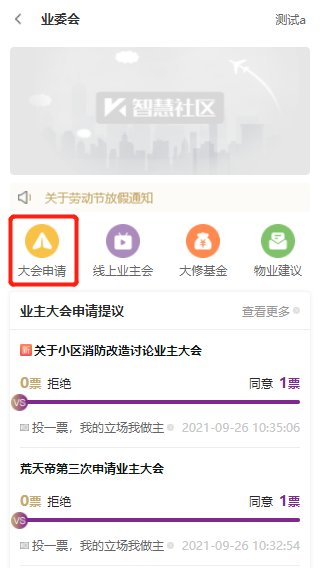 业委会 测试a
智慧社区
关于劳动节放假通知
大会申请 线上业主会 大修基金 物业建议
业主大会申请提议 查看更多
新 关于小区消防改造讨论业主大会
0票 拒绝 同意 1票
VS
投一票，我的立场我做主 2021-09-26 10:35:06
荒天帝第三次申请业主大会
0票 拒绝 同意 1票
VS
投一票，我的立场我做主 2021-09-26 10:32:54